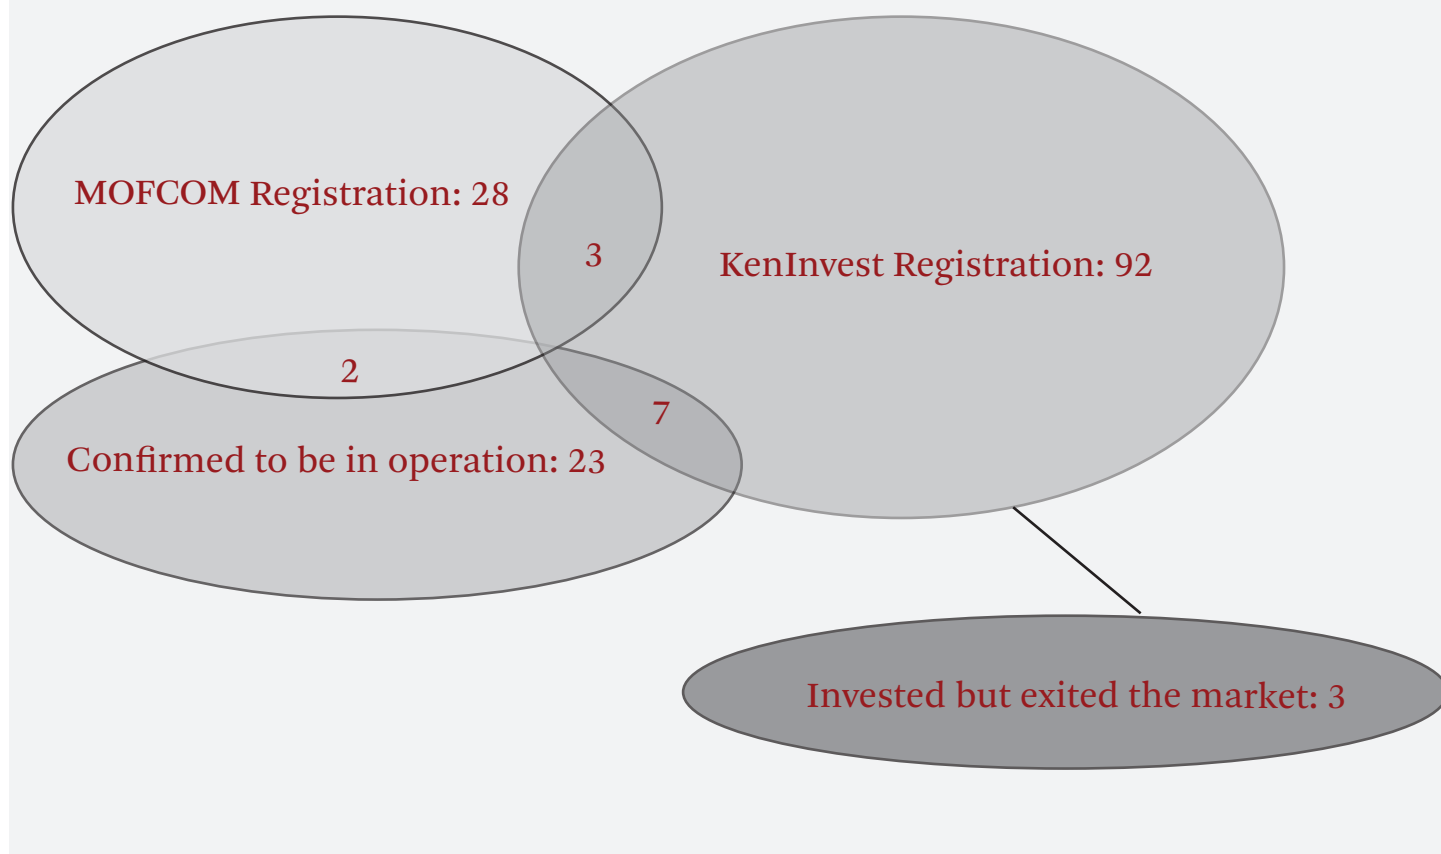 MOFCOM Registration: 28
3
KenInvest Registration: 92
2
7
Confirmed to be in operation: 23
Invested but exited the market: 3